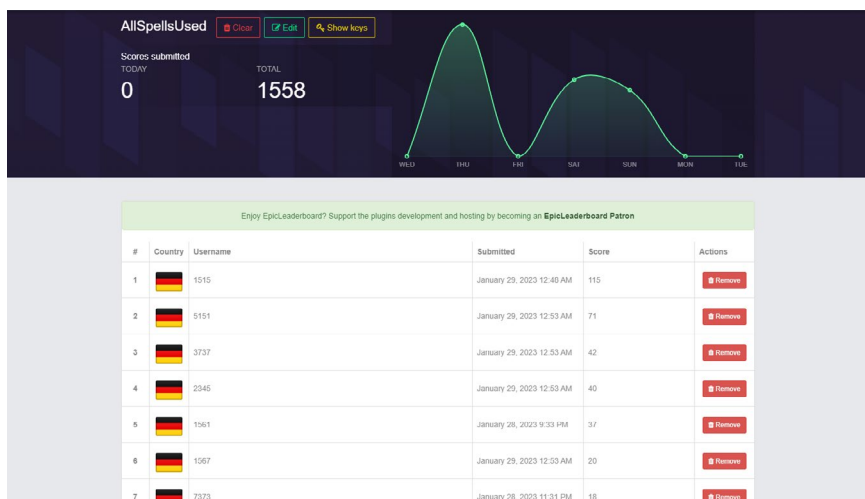 AllSpellsUsed Clear Edit Show keys
Scores submitted
TODAY TOTAL
0 1558
WED THU FRI SAT SUN MON TUE
Enjoy EpicLeaderboard? Support the plugins development and hosting by becoming an EpicLeaderboard Patron
# Country Username Submitted Score Actions
1 1515 January 29, 2023 12:48 AM 115 Remove
2 5151 January 29, 2023 12:53 AM 71 Remove
3 3737 January 29, 2023 12:53 AM 42 Remove
4 2345 January 29, 2023 12:53 AM 40 Remove
5 1561 January 28, 2023 9:33 PM 37 Remove
6 1567 January 29, 2023 12:53 AM 20 Remove
7 7373 January 28, 2023 11:31 PM 18 Remove